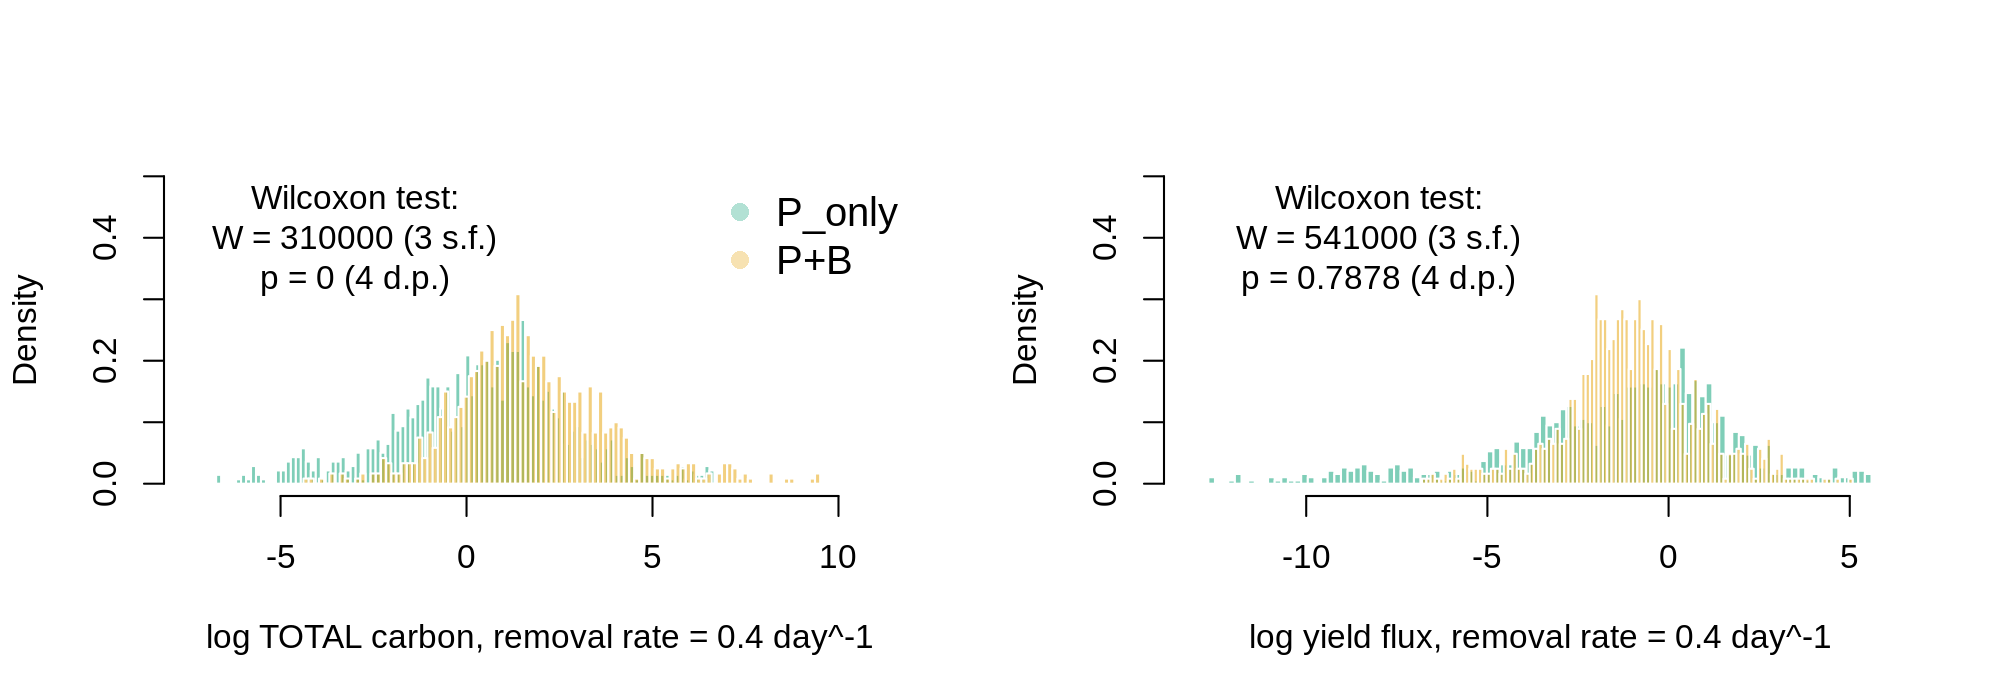 Wilcoxon test:
W = 310000 (3 s.f.)
p = 0 (4 d.p.)
P_only
P+B
Density
0.0
0.2
0.4
-5
0
5
10
log TOTAL carbon, removal rate = 0.4 day^-1
Wilcoxon test:
W = 541000 (3 s.f.)
p = 0.7878 (4 d.p.)
Density
0.0
0.2
0.4
-10
-5
0
5
log yield flux, removal rate = 0.4 day^-1